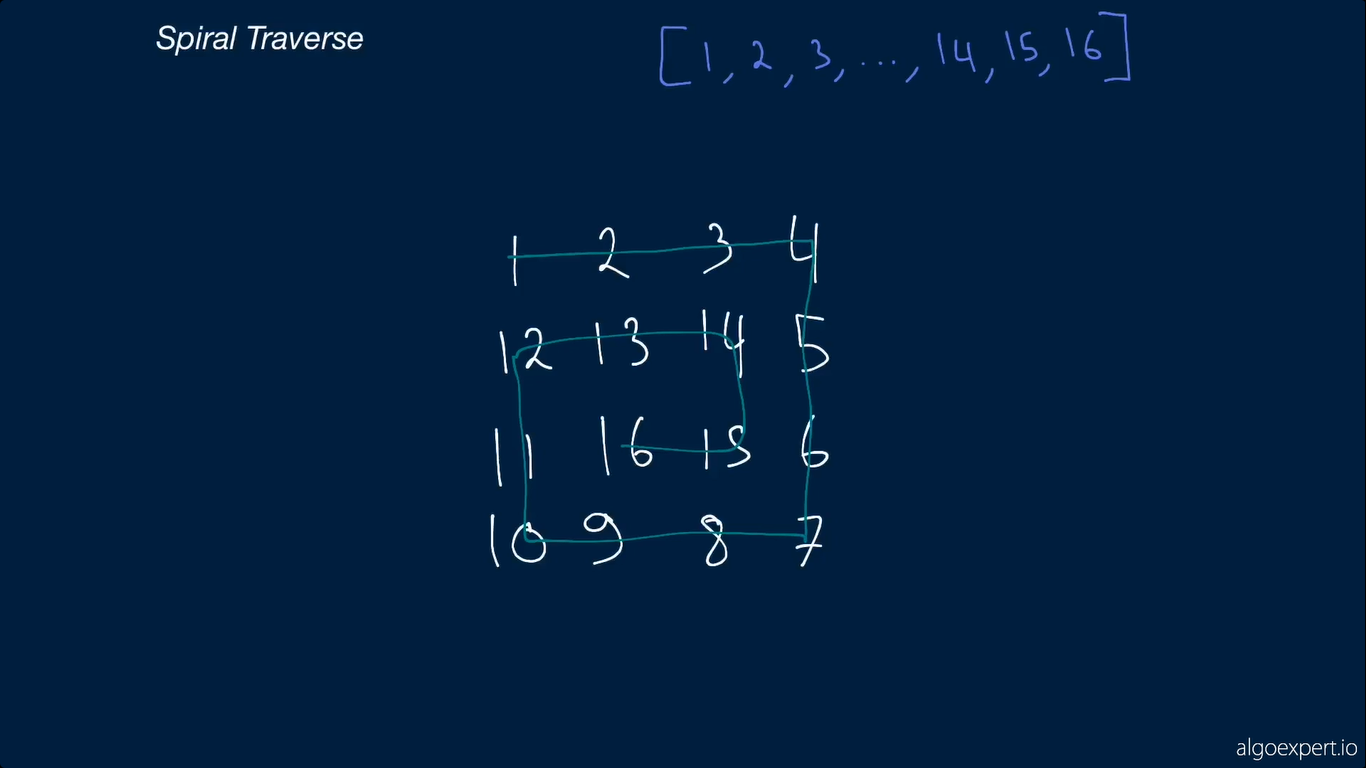 Spiral Traverse
[1, 2, 3, ..., 14, 15, 16]
1 2 3 4
12 13 14 5
11 16 15 6
10 9 8 7
algoexpert.io